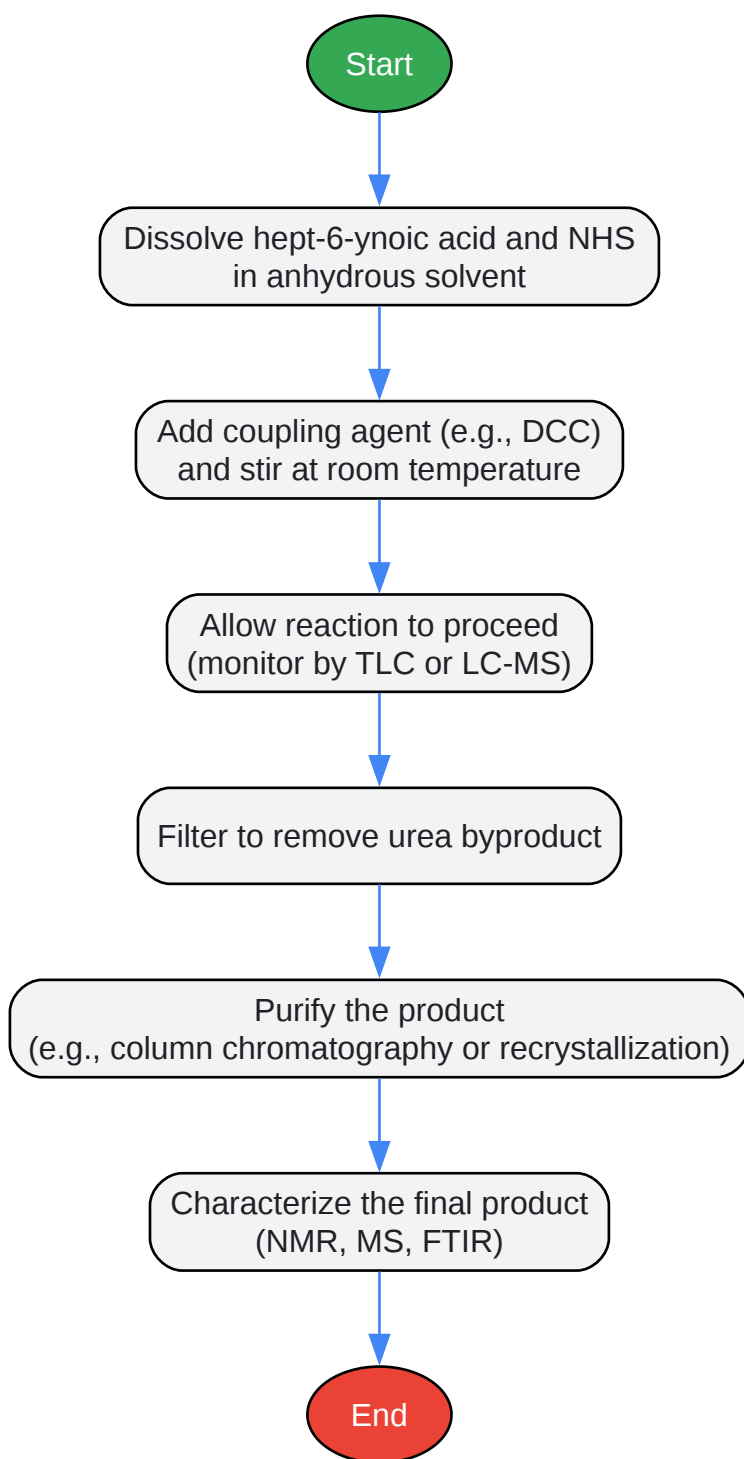 Start
Dissolve hept-6-ynoic acid and NHS
in anhydrous solvent
Add coupling agent (e.g., DCC)
and stir at room temperature
Allow reaction to proceed
(monitor by TLC or LC-MS)
Filter to remove urea byproduct
Purify the product
(e.g., column chromatography or recrystallization)
Characterize the final product
(NMR, MS, FTIR)
End